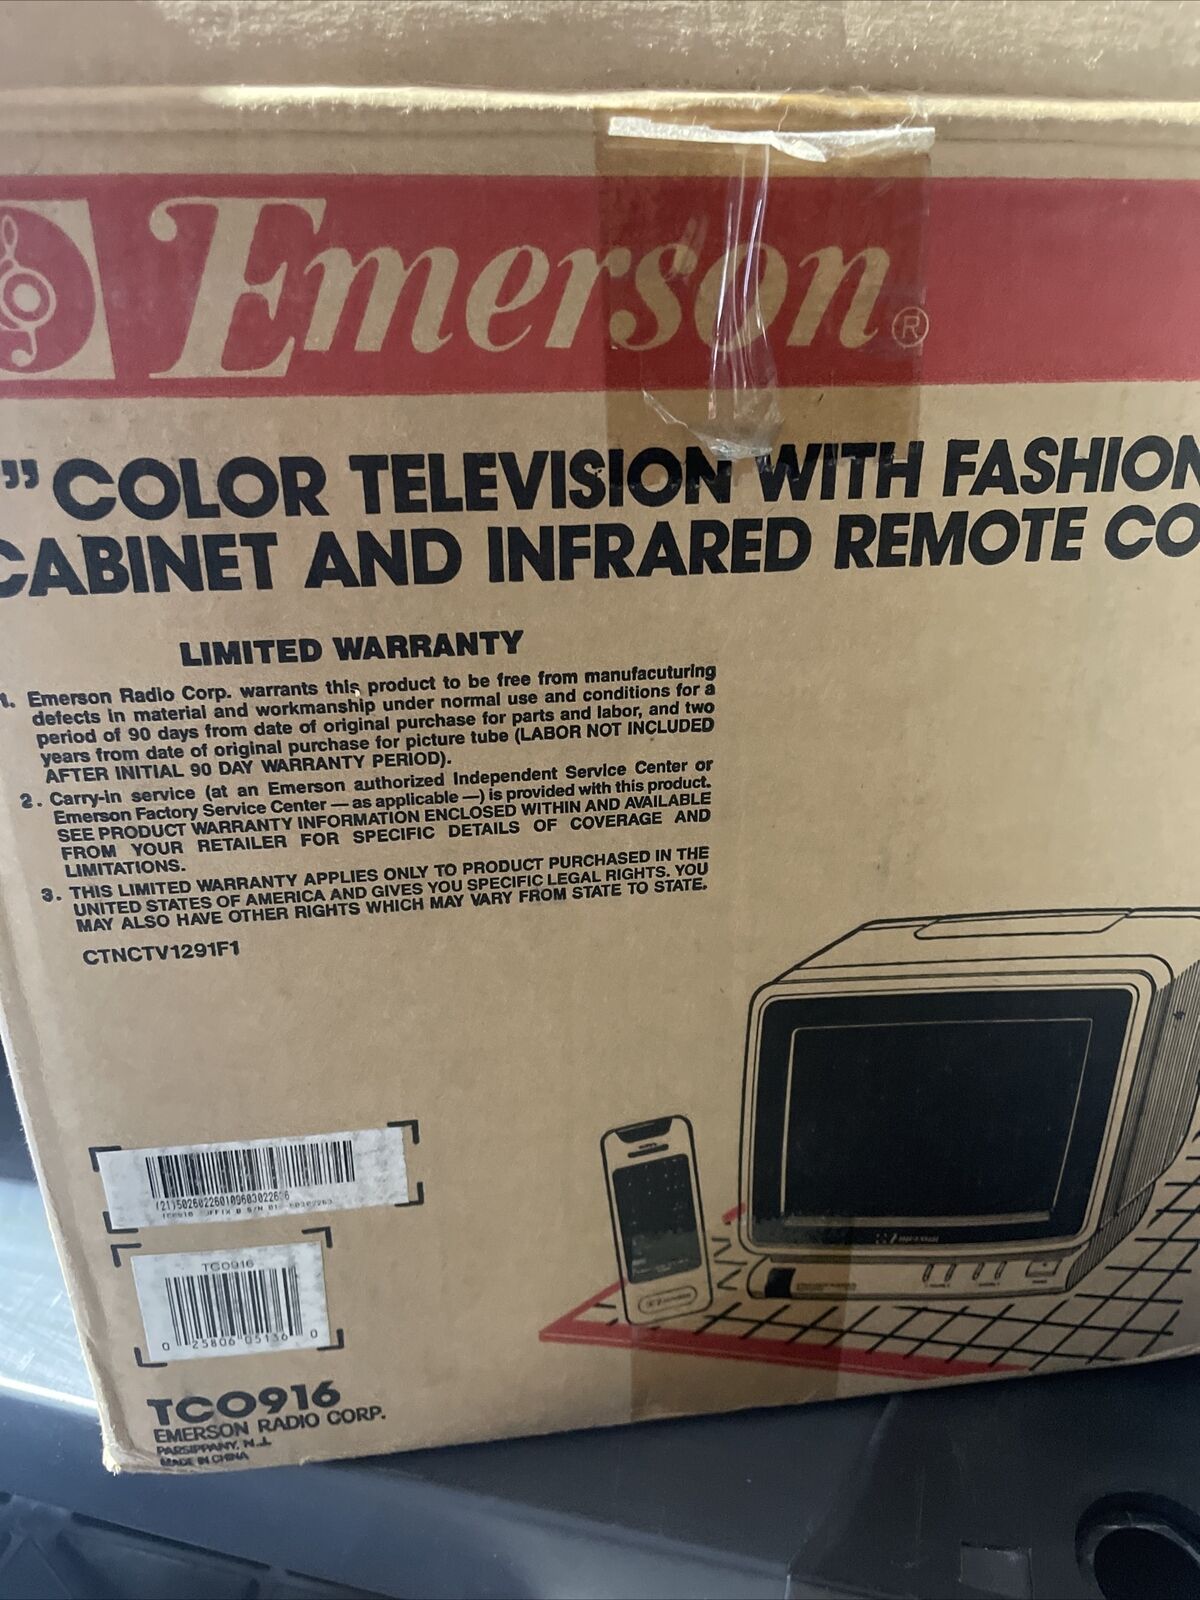 Emerson®
" COLOR TELEVISION WITH FASHION
CABINET AND INFRARED REMOTE CO
LIMITED WARRANTY
1. Emerson Radio Corp. warrants this product to be free from manufacuturing
defects in material and workmanship under normal use and conditions for a
period of 90 days from date of original purchase for parts and labor, and two
years from date of original purchase for picture tube (LABOR NOT INCLUDED
AFTER INITIAL 90 DAY WARRANTY PERIOD).
2. Carry-in service (at an Emerson authorized Independent Service Center or
Emerson Factory Service Center — as applicable —) is provided with this product.
SEE PRODUCT WARRANTY INFORMATION ENCLOSED WITHIN AND AVAILABLE
FROM YOUR RETAILER FOR SPECIFIC DETAILS OF COVERAGE AND
LIMITATIONS.
3. THIS LIMITED WARRANTY APPLIES ONLY TO PRODUCT PURCHASED IN THE
UNITED STATES OF AMERICA AND GIVES YOU SPECIFIC LEGAL RIGHTS. YOU
MAY ALSO HAVE OTHER RIGHTS WHICH MAY VARY FROM STATE TO STATE.
CTNCTV1291F1
TC0916
0 25806 05136 0
TC0916
EMERSON RADIO CORP.
PARSIPPANY, N.J.
MADE IN CHINA